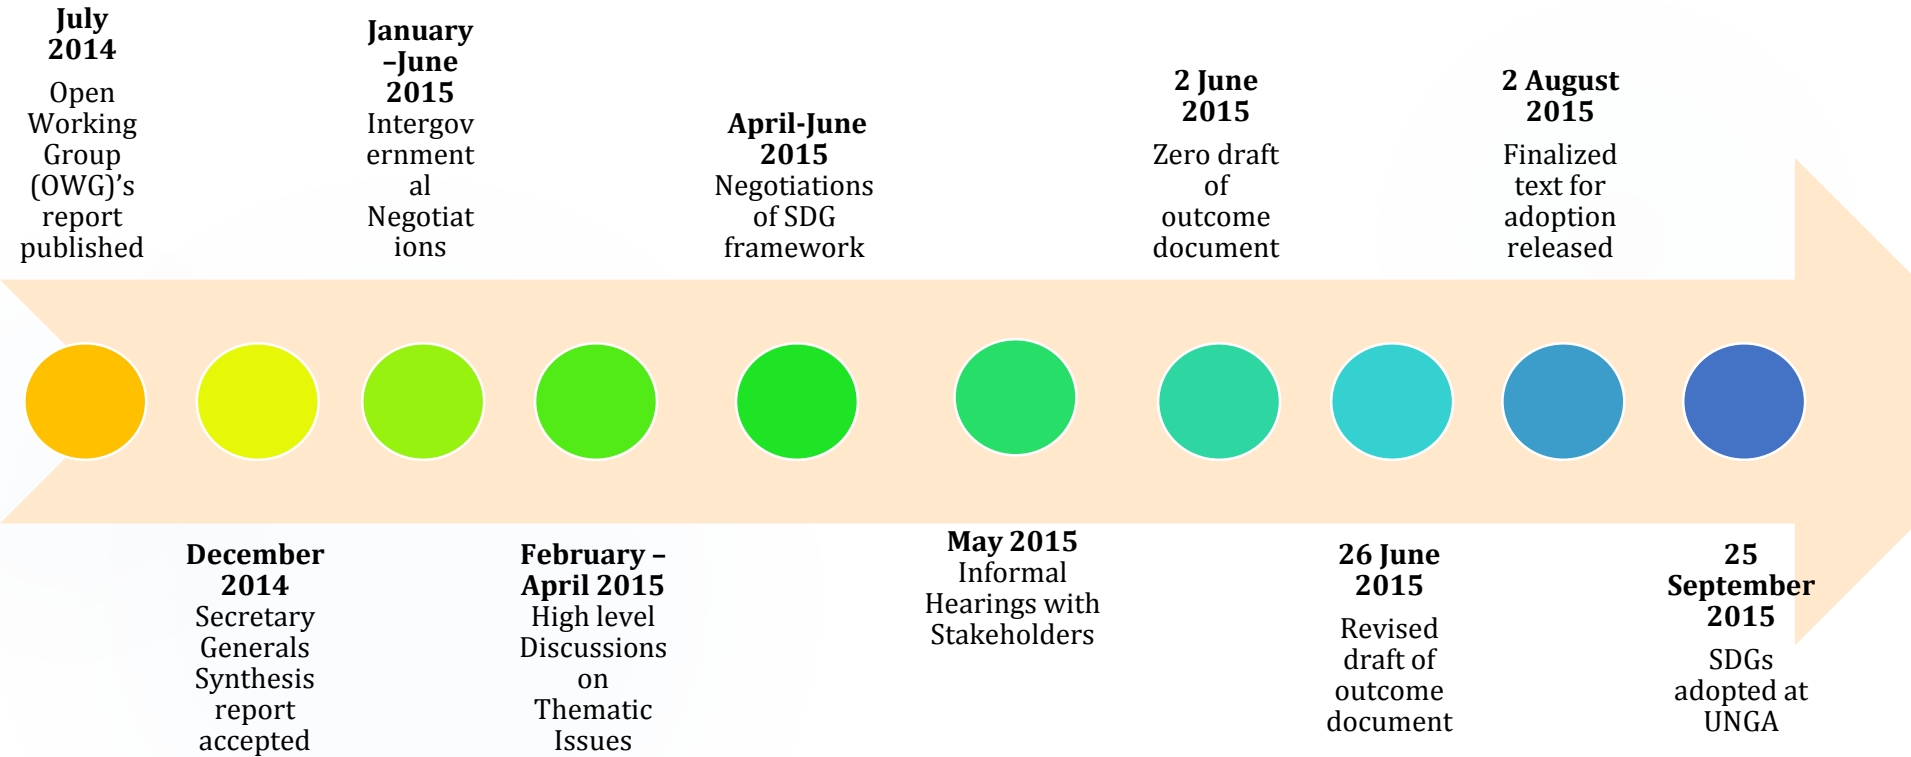 July
2014
Open
Working
Group
(OWG)’s
report
published
January
–June
2015
Intergov
ernment
al
Negotiat
ions
April-June
2015
Negotiations
of SDG
framework
2 June
2015
Zero draft
of
outcome
document
2 August
2015
Finalized
text for
adoption
released
December
2014
Secretary
Generals
Synthesis
report
accepted
February –
April 2015
High level
Discussions
on
Thematic
Issues
May 2015
Informal
Hearings with
Stakeholders
26 June
2015
Revised
draft of
outcome
document
25
September
2015
SDGs
adopted at
UNGA